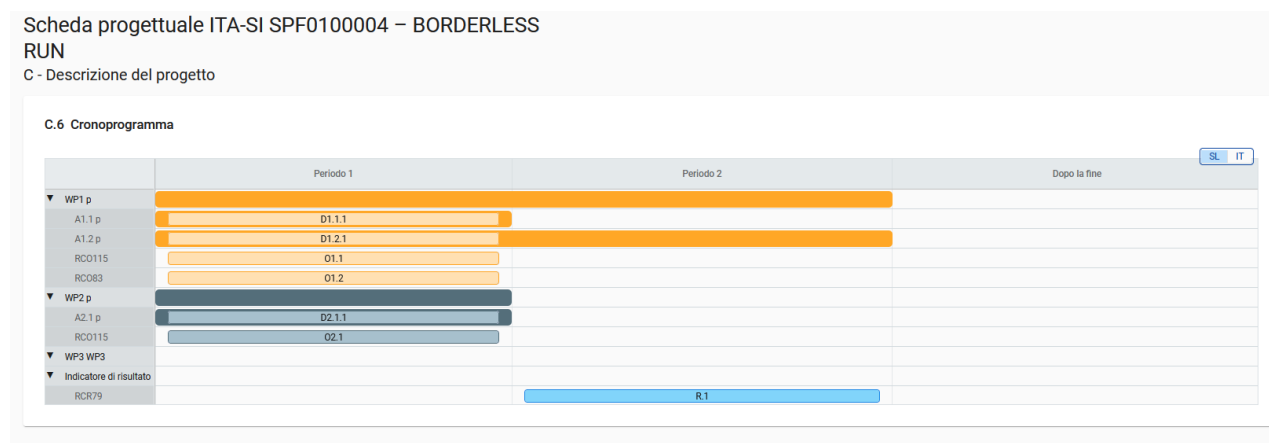 Scheda progettuale ITA-SI SPF0100004 – BORDERLESS
RUN
C - Descrizione del progetto
C.6 Cronoprogramma
SL IT
Periodo 1 Periodo 2 Dopo la fine
▼ WP1 p
A1.1 p D1.1.1
A1.2 p D1.2.1
RCO115 O1.1
RCO83 O1.2
▼ WP2 p
A2.1 p D2.1.1
RCO115 O2.1
▼ WP3 WP3
▼ Indicatore di risultato
RCR79 R.1